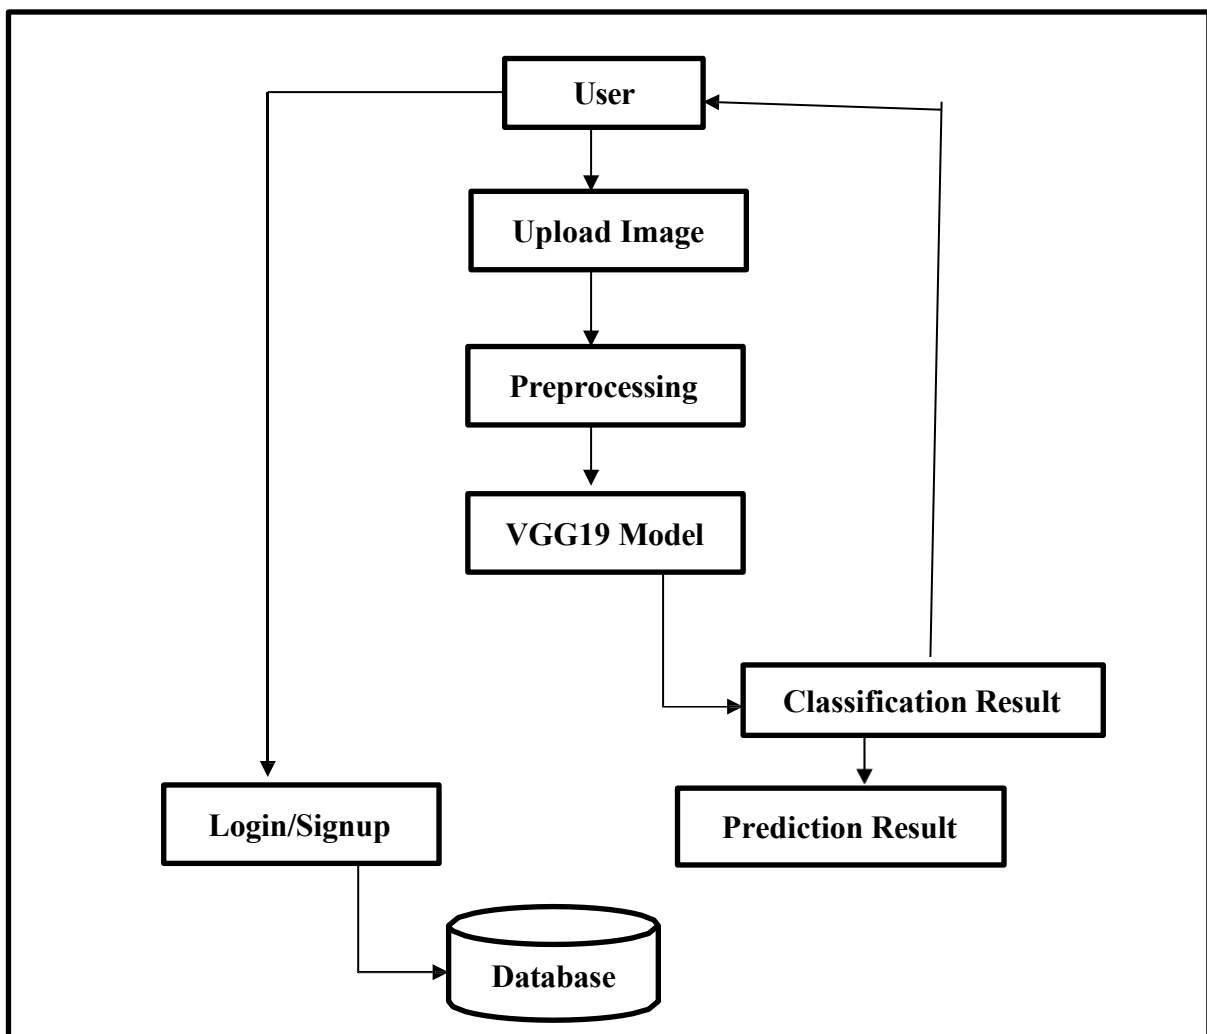 User
Upload Image
Preprocessing
VGG19 Model
Classification Result
Login/Signup
Prediction Result
Database